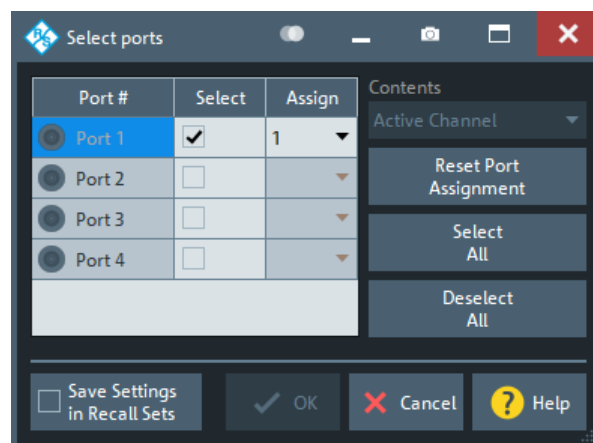 R/S Select ports
Port # Select Assign
Port 1 1
Port 2
Port 3
Port 4
Contents
Active Channel
Reset Port
Assignment
Select
All
Deselect
All
Save Settings
in Recall Sets
OK
Cancel
? Help